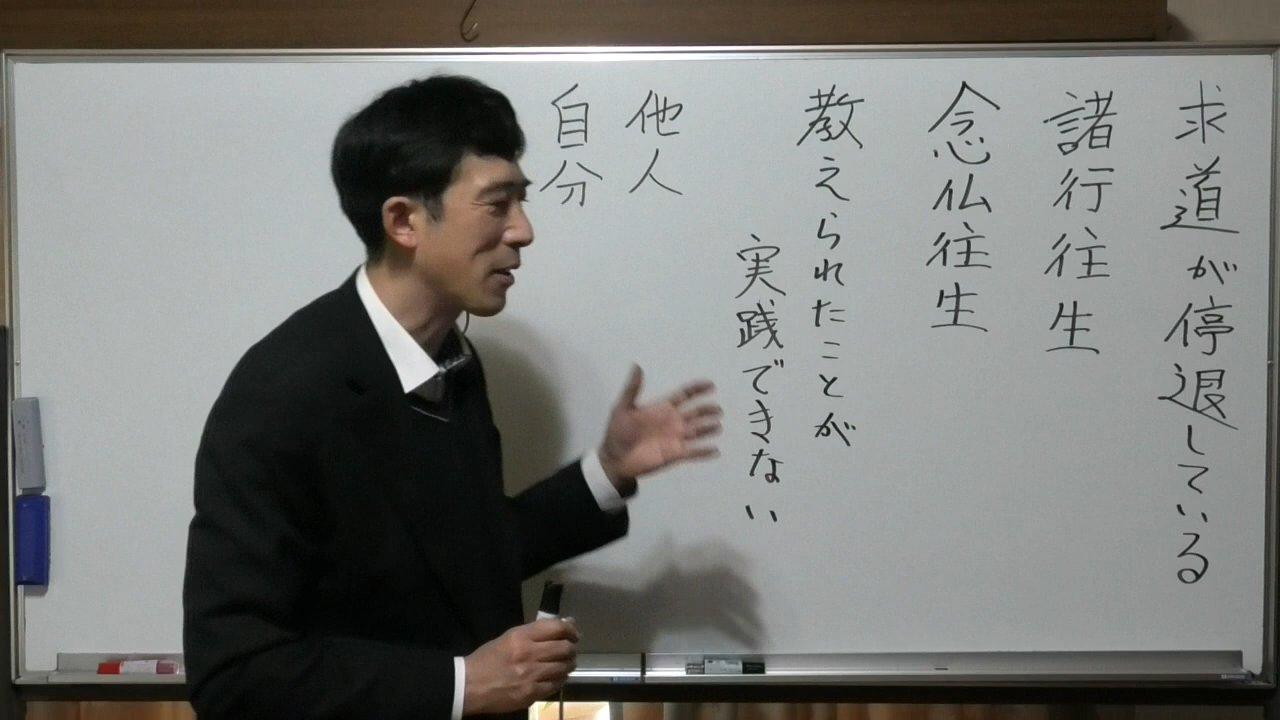 求道が停退している
諸行往生
念仏往生
教えられたことが
実践できない
他人
自分